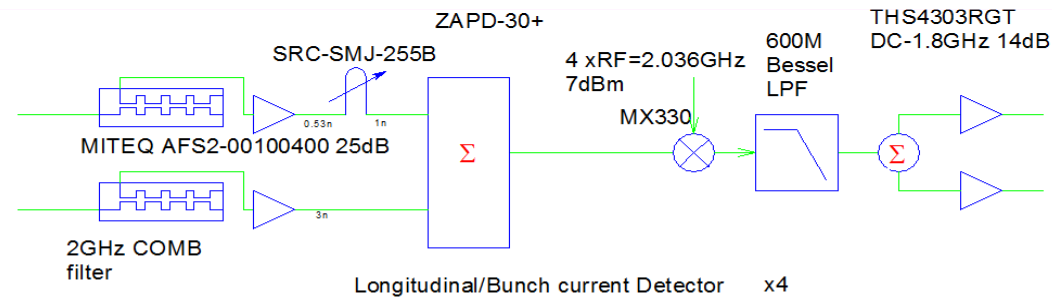 ZAPD-30+
THS4303RGT
DC-1.8GHz 14dB
SRC-SMJ-255B
4 xRF=2.036GHz
7dBm
600M
Bessel
LPF
MX330
0.53n
1n
MITEQ AFS2-00100400 25dB
Σ
Σ
3n
2GHz COMB
filter
Longitudinal/Bunch current Detector x4